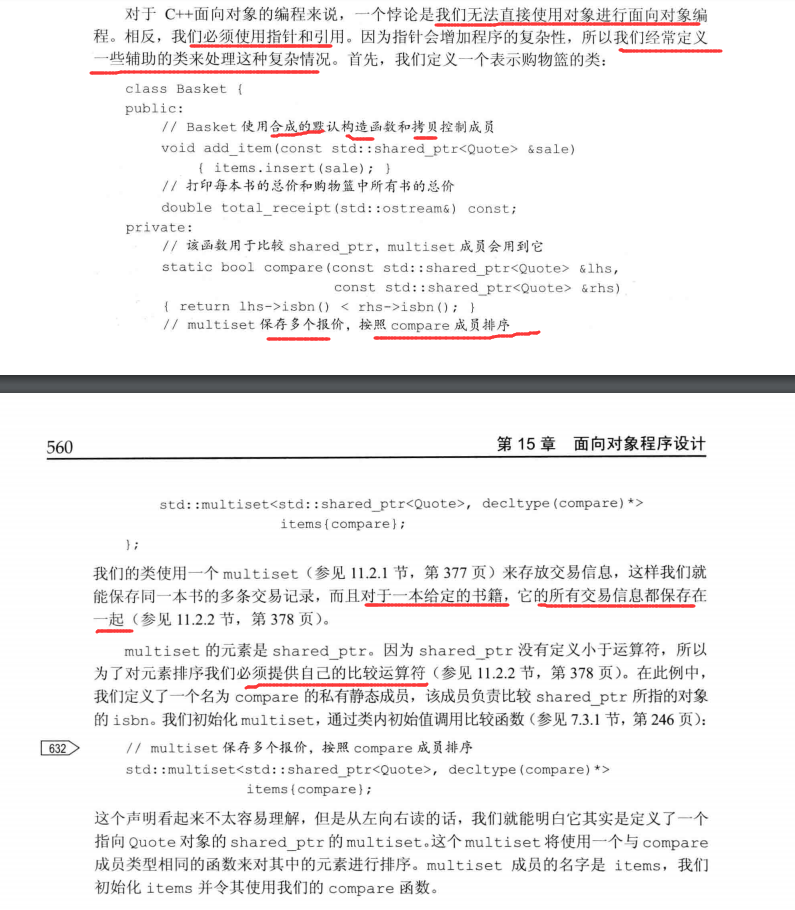 对于 C++面向对象的编程来说，一个悖论是我们无法直接使用对象进行面向对象编
程。相反，我们必须使用指针和引用。因为指针会增加程序的复杂性，所以我们经常定义
一些辅助的类来处理这种复杂情况。首先，我们定义一个表示购物篮的类：
class Basket {
public:
// Basket 使用合成的默认构造函数和拷贝控制成员
void add_item(const std::shared_ptr<Quote> &sale)
{ items.insert(sale); }
// 打印每本书的总价和购物篮中所有书的总价
double total_receipt(std::ostream&) const;
private:
// 该函数用于比较 shared_ptr，multiset 成员会用到它
static bool compare(const std::shared_ptr<Quote> &lhs,
const std::shared_ptr<Quote> &rhs)
{ return lhs->isbn() < rhs->isbn(); }
// multiset 保存多个报价，按照 compare 成员排序
560
第 15 章 面向对象程序设计
std::multiset<std::shared_ptr<Quote>, decltype(compare)*>
items{compare};
};
我们的类使用一个 multiset（参见 11.2.1 节，第 377 页）来存放交易信息，这样我们就
能保存同一本书的多条交易记录，而且对于一本给定的书籍，它的所有交易信息都保存在
一起（参见 11.2.2 节，第 378 页）。
multiset 的元素是 shared_ptr。因为 shared_ptr 没有定义小于运算符，所以
为了对元素排序我们必须提供自己的比较运算符（参见 11.2.2 节，第 378 页）。在此例中，
我们定义了一个名为 compare 的私有静态成员，该成员负责比较 shared_ptr 所指的对象
的 isbn。我们初始化 multiset，通过类内初始值调用比较函数（参见 7.3.1 节，第 246 页）：
632
// multiset 保存多个报价，按照 compare 成员排序
std::multiset<std::shared_ptr<Quote>, decltype(compare)*>
items{compare};
这个声明看起来不太容易理解，但是从左向右读的话，我们就能明白它其实是定义了一个
指向 Quote 对象的 shared_ptr 的 multiset。这个 multiset 将使用一个与 compare
成员类型相同的函数来对其中的元素进行排序。multiset 成员的名字是 items，我们
初始化 items 并令其使用我们的 compare 函数。